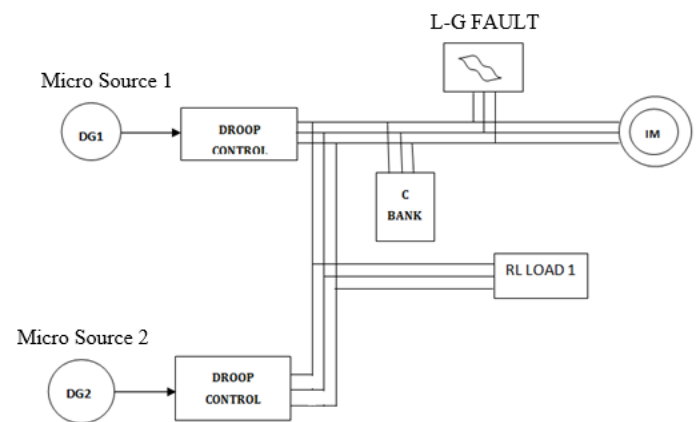 L-G FAULT
Micro Source 1
DG1
DROOP
CONTROL
IM
C
BANK
RL LOAD 1
Micro Source 2
DG2
DROOP
CONTROL